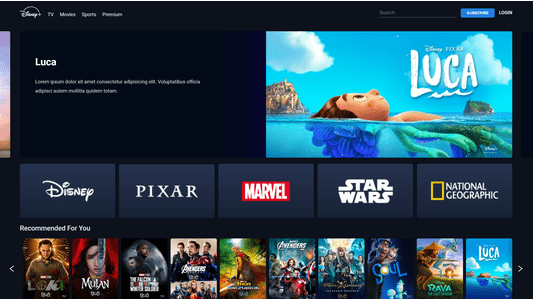 Disney+ TV Movies Sports Premium Search SUBSCRIBE LOGIN
Luca
Lorem ipsum dolor sit amet consectetur adipisicing elit. Voluptatibus officia
adipisci autem mollitia quidem totam.
Disney PIXAR
LUCA
Disney+
Disney PIXAR MARVEL STAR WARS NATIONAL GEOGRAPHIC
Recommended For You
LOKI
MULAN
THE FALCON
WINTER SOLDIER
AVENGERS
AVENGERS
SOUL
RAYA
LUCA